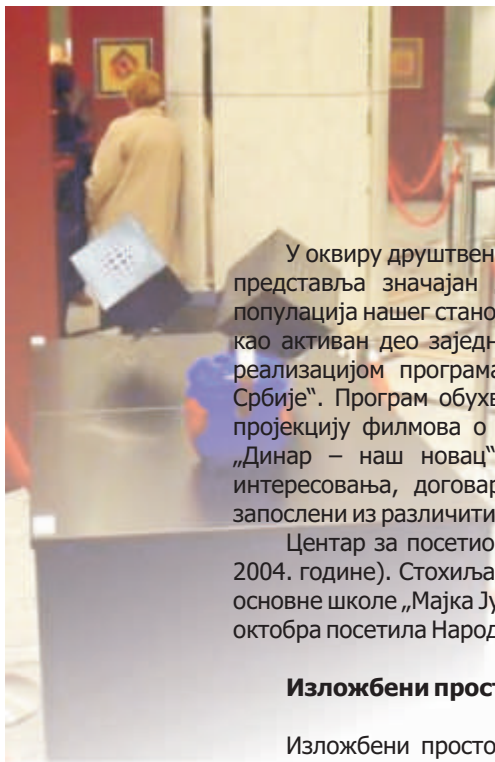 У оквиру друштвен
представља значајан
популација нашег стано
као активан део заједн
реализацијом програма
Србије“. Програм обухв
пројекцију филмова о
„Динар – наш новац“
интересовања, договар
запослени из различити
Центар за посетио
2004. године). Стохиља
основне школе „Мајка Ју
октобра посетила Народ
Изложбени прост
Изложбени просто